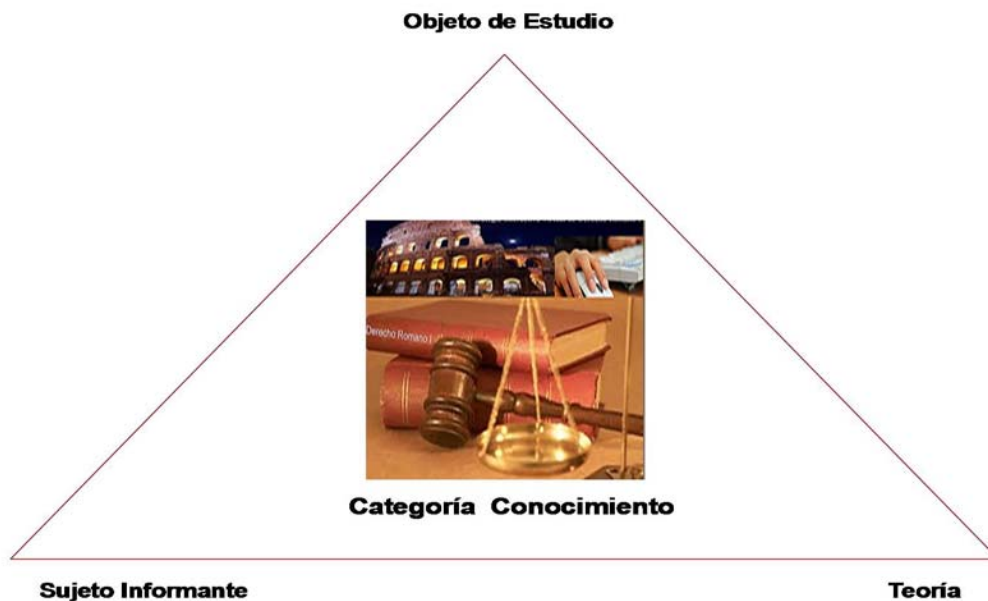 Objeto de Estudio
Derecho Romano I
Categoría Conocimiento
Sujeto Informante
Teoría